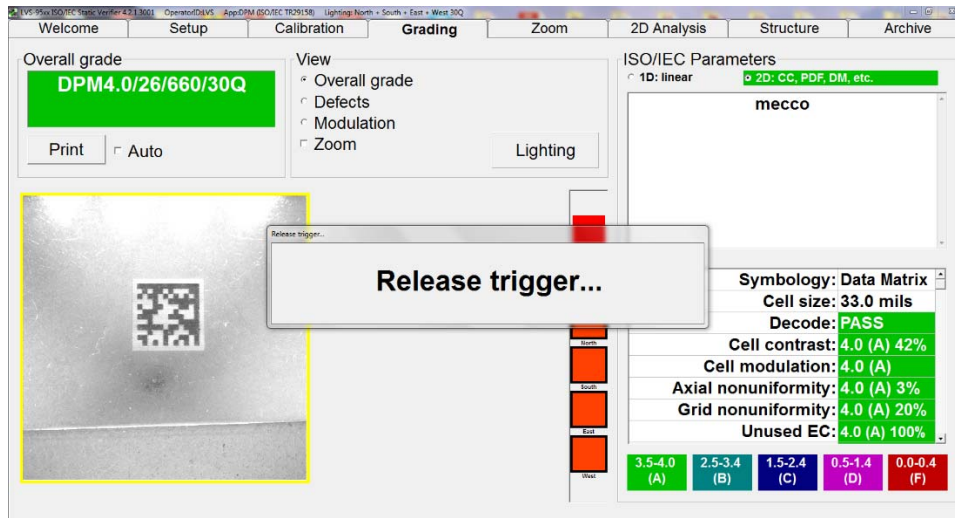 LVS-95xx ISO/IEC Static Verifier 4.2.1 3001 OperatorID:LVS App:DPM (ISO/IEC TR29158) Lighting: North + South + East + West 30Q
Welcome Setup Calibration Grading Zoom 2D Analysis Structure Archive
Overall grade
DPM4.0/26/660/30Q
Print Auto
View
Overall grade
Defects
Modulation
Zoom
Lighting
ISO/IEC Parameters
1D: linear 2D: CC, PDF, DM, etc.
mecco
Release trigger...
Release trigger...
North
South
East
West
Symbology: Data Matrix
Cell size: 33.0 mils
Decode: PASS
Cell contrast: 4.0 (A) 42%
Cell modulation: 4.0 (A)
Axial nonuniformity: 4.0 (A) 3%
Grid nonuniformity: 4.0 (A) 20%
Unused EC: 4.0 (A) 100%
3.5-4.0 2.5-3.4 1.5-2.4 0.5-1.4 0.0-0.4
(A) (B) (C) (D) (F)